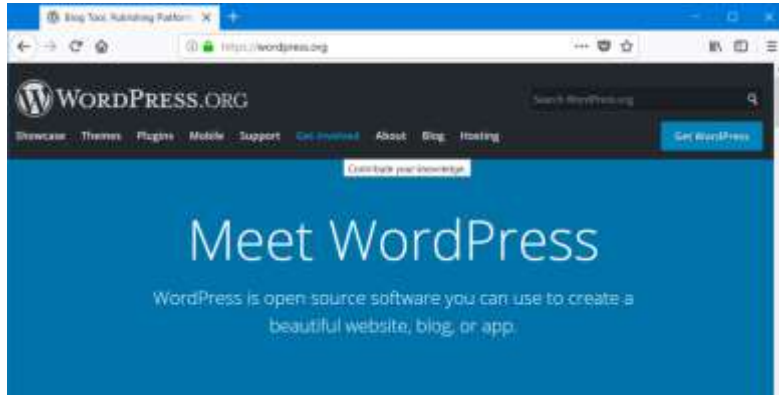 Blog Tool, Publishing Platform
https://wordpress.org
WORDPRESS.ORG
Search WordPress.org
Showcase Themes Plugins Mobile Support Get Involved About Blog Hosting
Get WordPress
Contribute your knowledge.
Meet WordPress
WordPress is open source software you can use to create a
beautiful website, blog, or app.